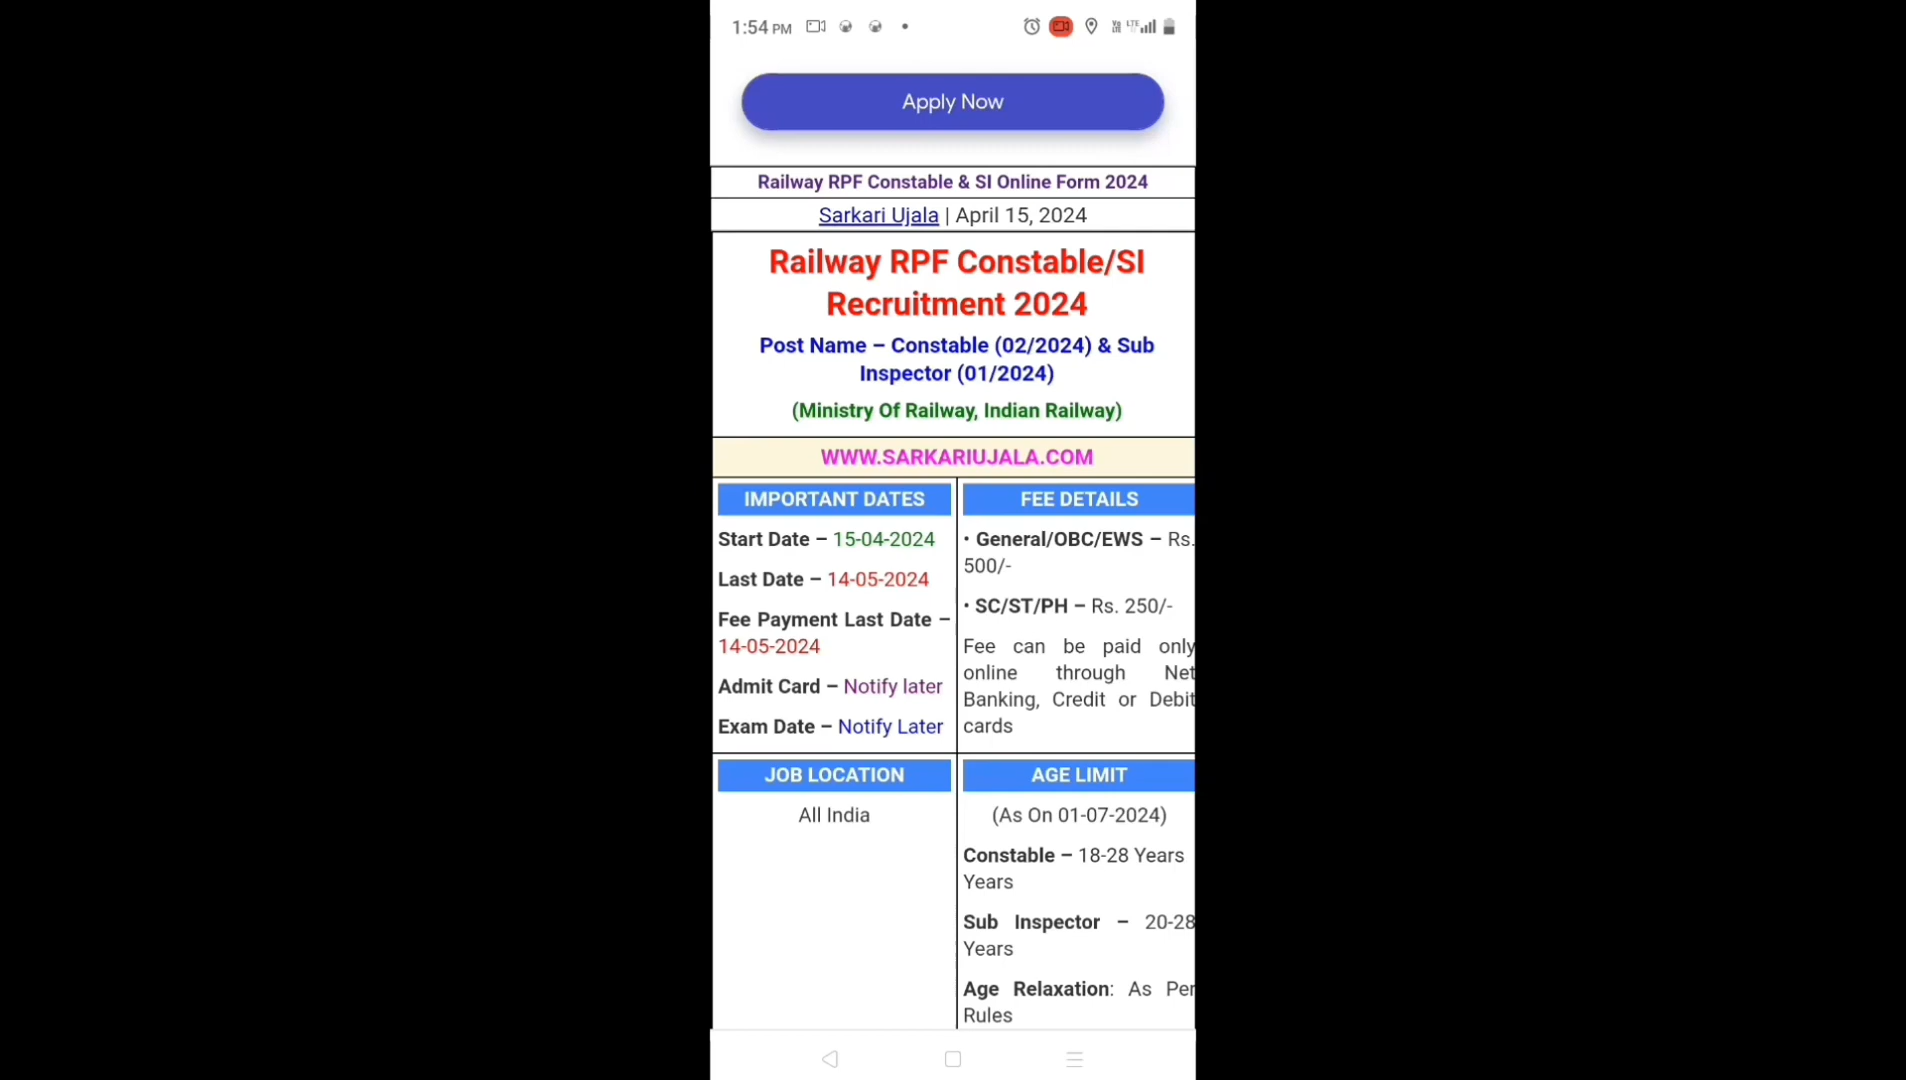 1:54 PM
Apply Now
Railway RPF Constable & SI Online Form 2024
Sarkari Ujala | April 15, 2024
Railway RPF Constable/SI
Recruitment 2024
Post Name – Constable (02/2024) & Sub
Inspector (01/2024)
(Ministry Of Railway, Indian Railway)
WWW.SARKARIUJALA.COM
IMPORTANT DATES
Start Date – 15-04-2024
Last Date – 14-05-2024
Fee Payment Last Date –
14-05-2024
Admit Card – Notify later
Exam Date – Notify Later
FEE DETAILS
• General/OBC/EWS – Rs.
500/-
• SC/ST/PH – Rs. 250/-
Fee can be paid only
online through Net
Banking, Credit or Debit
cards
JOB LOCATION
All India
AGE LIMIT
(As On 01-07-2024)
Constable – 18-28 Years
Years
Sub Inspector – 20-28
Years
Age Relaxation: As Per
Rules